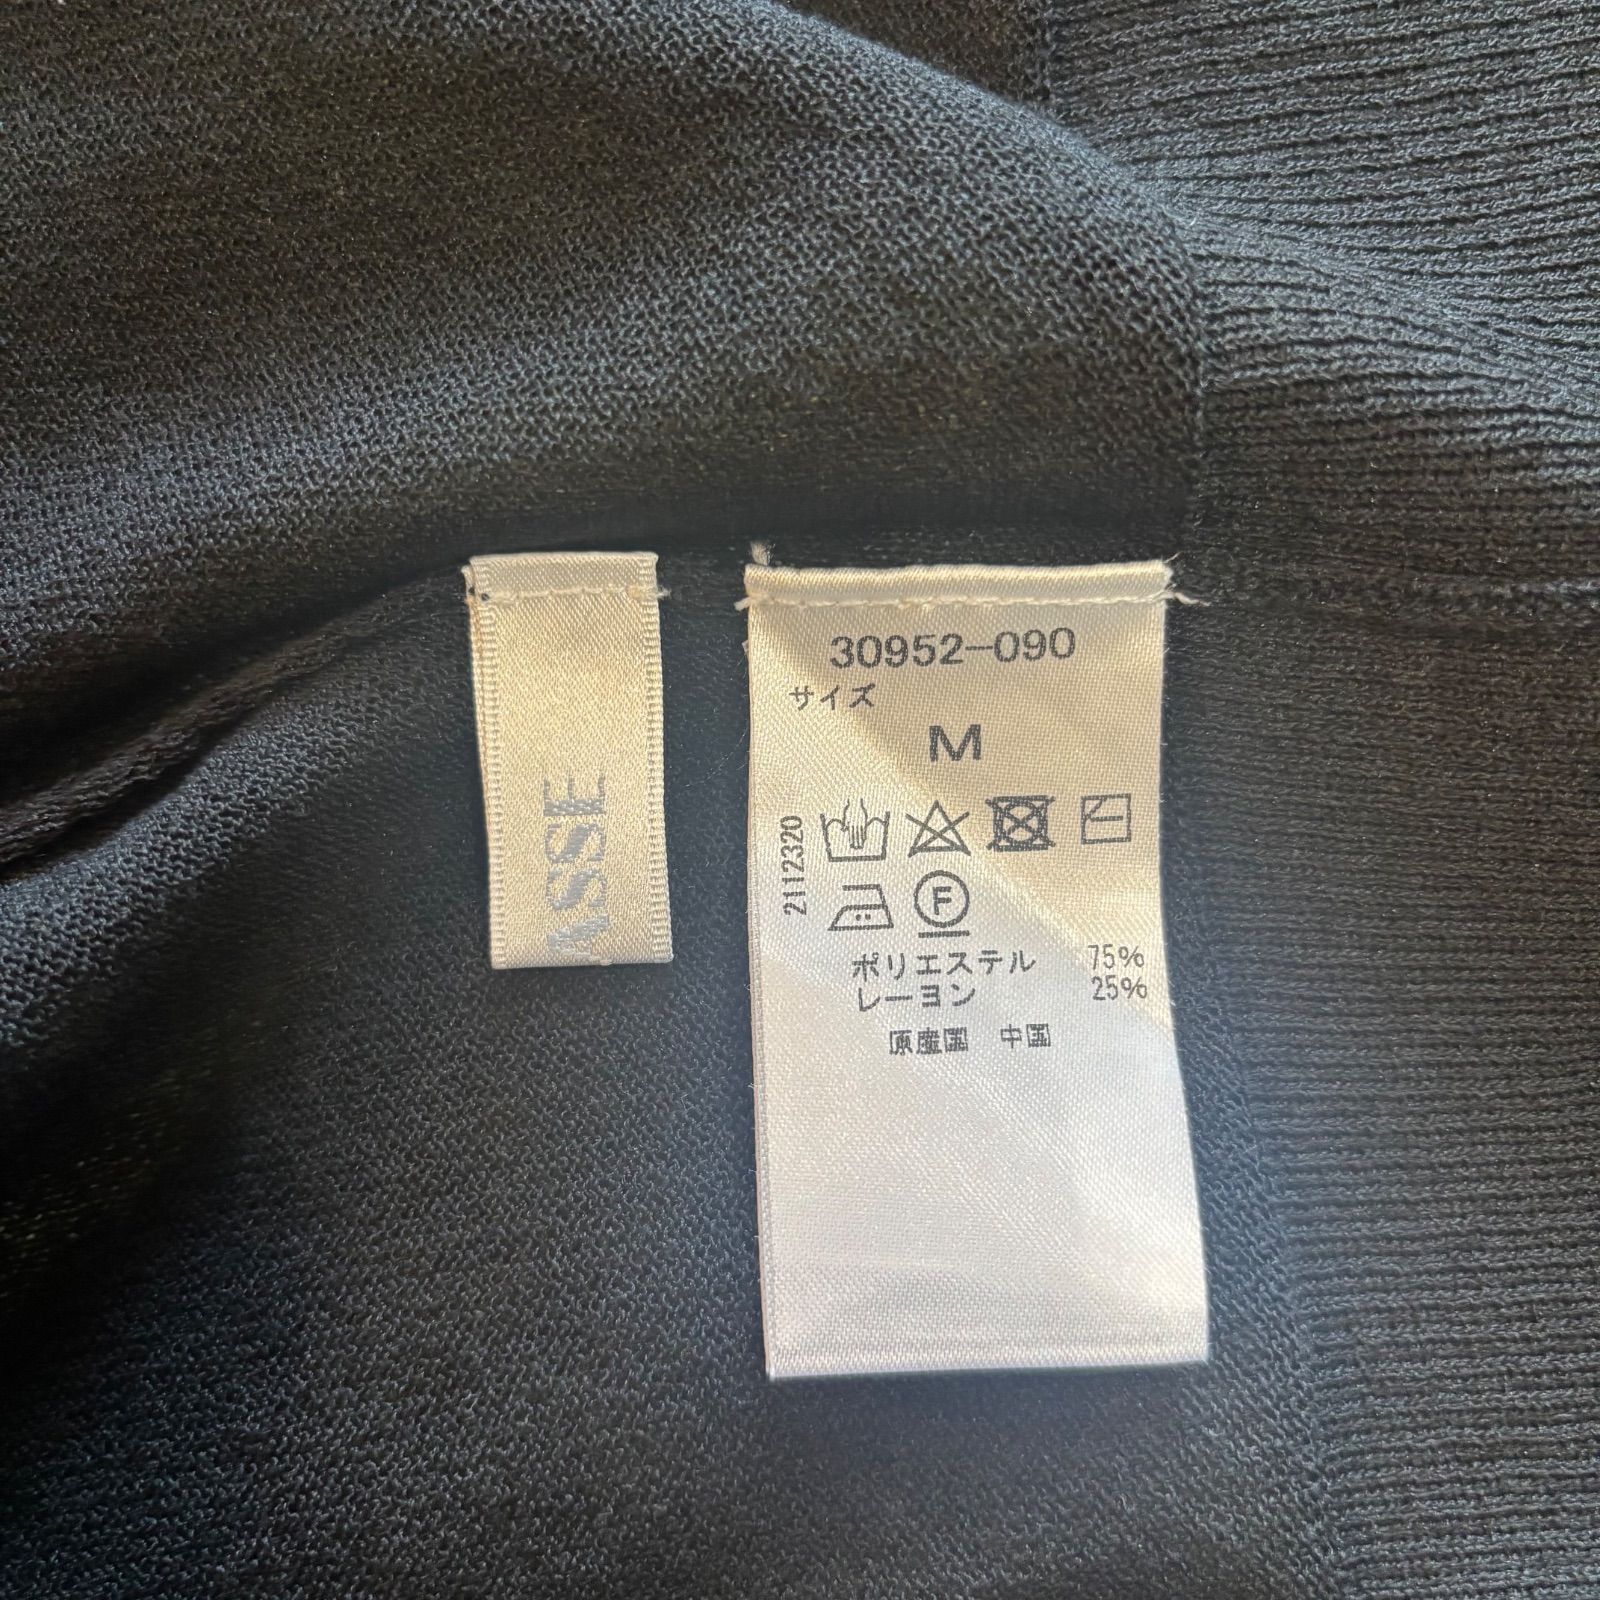 ASSE
30952-090
サイズ
M
2112320
F
ポリエステル 75%
レーヨン 25%
原産国 中国